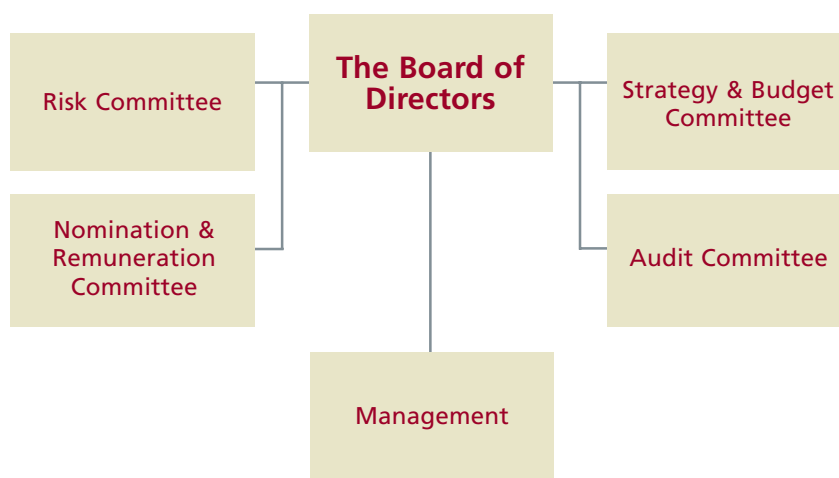 The Board of
Directors
Risk Committee
Strategy & Budget
Committee
Nomination &
Remuneration
Committee
Audit Committee
Management